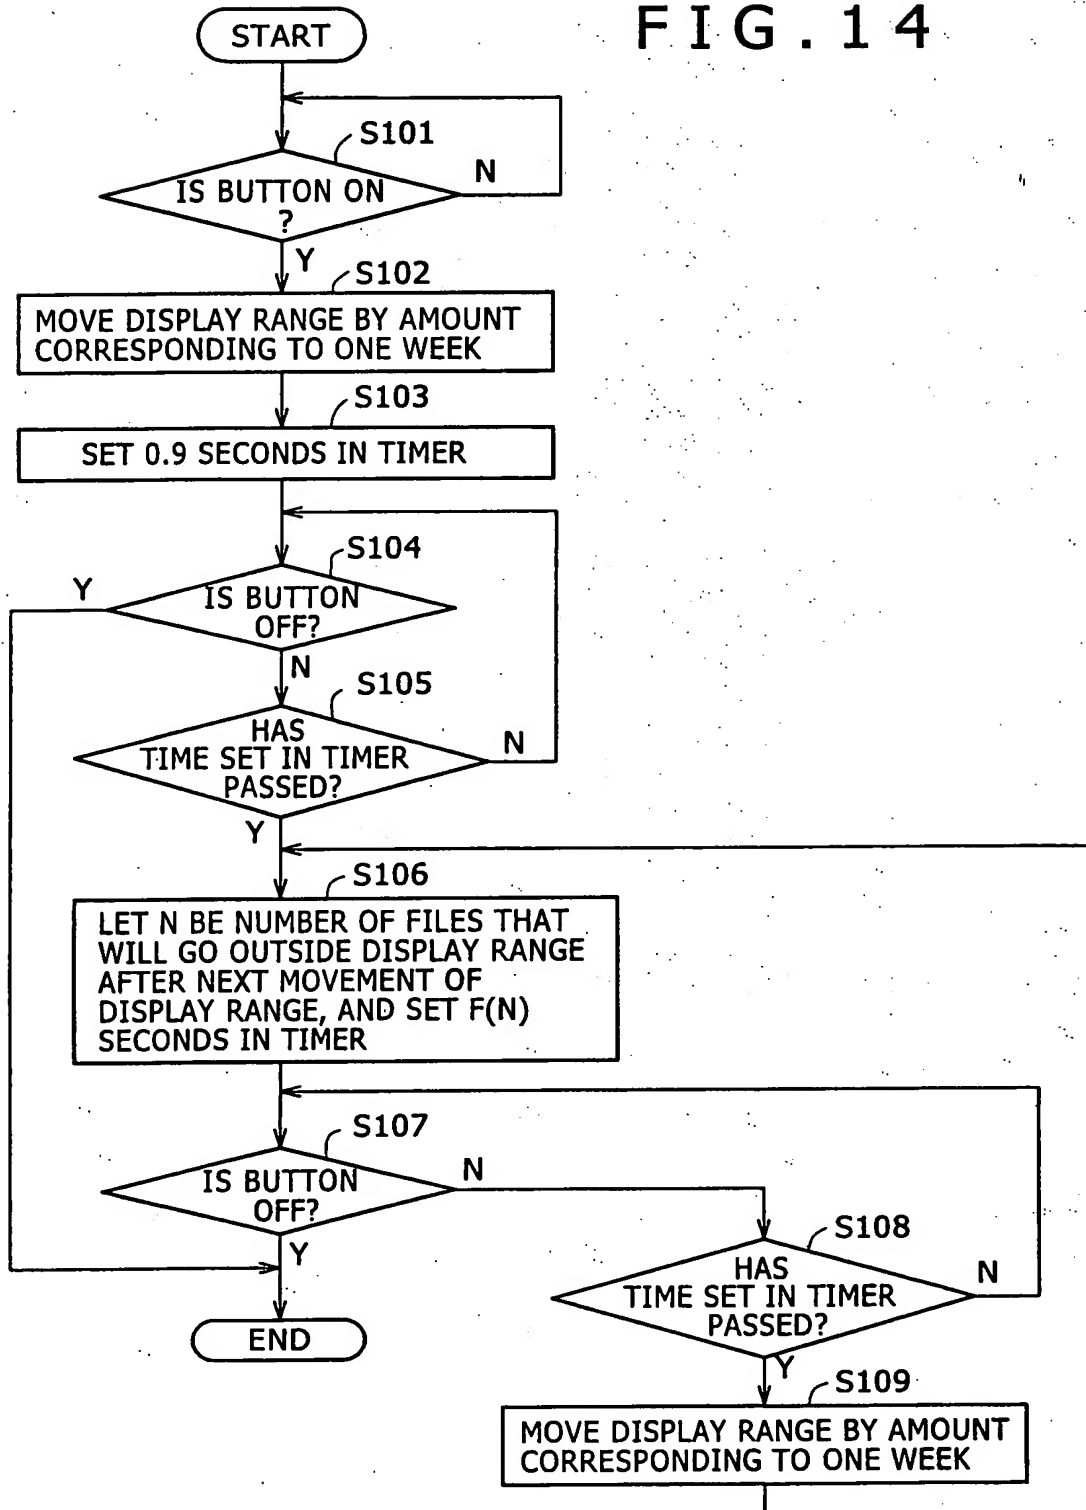 FIG.14
START
S101
IS BUTTON ON
?
N
Y
S102
MOVE DISPLAY RANGE BY AMOUNT
CORRESPONDING TO ONE WEEK
S103
SET 0.9 SECONDS IN TIMER
S104
Y
IS BUTTON
OFF?
N
S105
HAS
TIME SET IN TIMER
PASSED?
N
Y
S106
LET N BE NUMBER OF FILES THAT
WILL GO OUTSIDE DISPLAY RANGE
AFTER NEXT MOVEMENT OF
DISPLAY RANGE, AND SET F(N)
SECONDS IN TIMER
S107
IS BUTTON
OFF?
N
Y
S108
HAS
TIME SET IN TIMER
PASSED?
N
Y
END
S109
MOVE DISPLAY RANGE BY AMOUNT
CORRESPONDING TO ONE WEEK